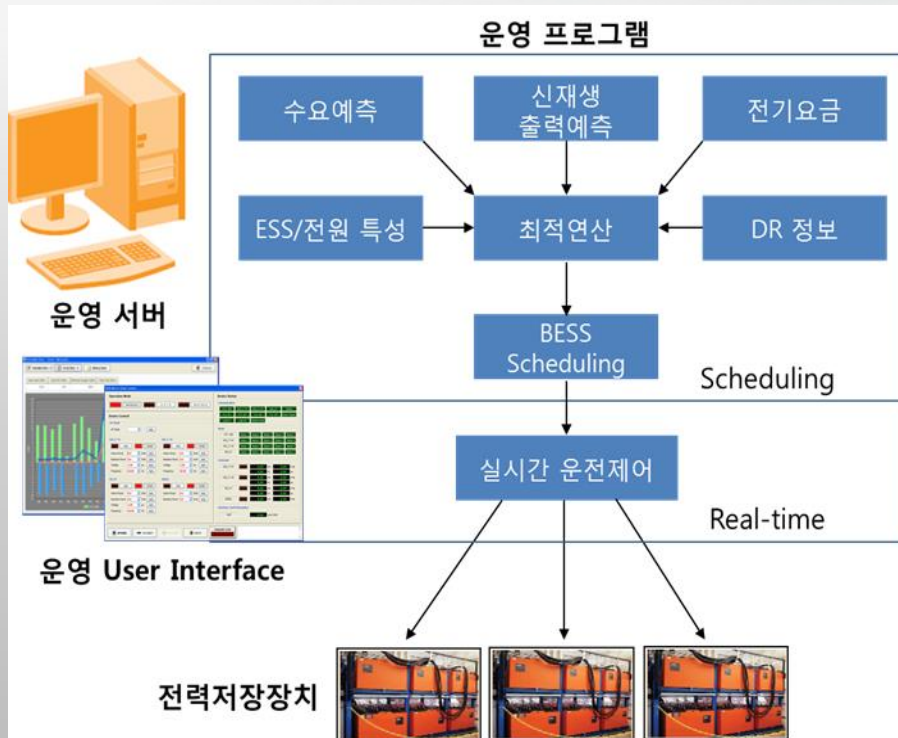 운영 프로그램
수요예측
신재생
출력예측
전기요금
ESS/전원 특성
최적연산
DR 정보
운영 서버
BESS
Scheduling
Scheduling
실시간 운전제어
Real-time
운영 User Interface
전력저장장치